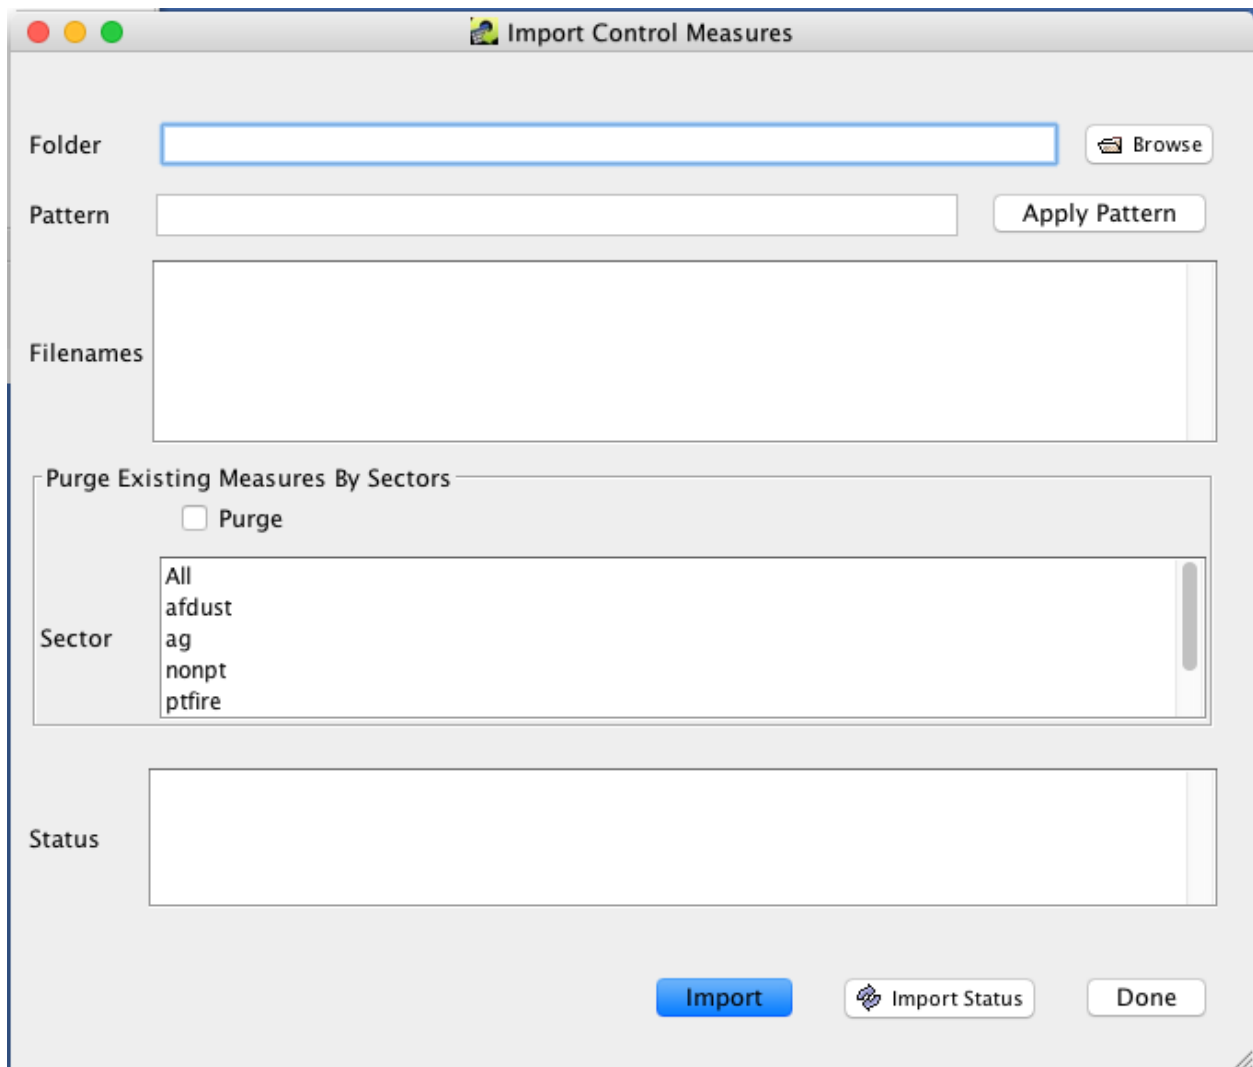 Import Control Measures
Folder
Browse
Pattern
Apply Pattern
Filenames
Purge Existing Measures By Sectors
Purge
Sector
All
afdust
ag
nonpt
ptfire
Status
Import
Import Status
Done